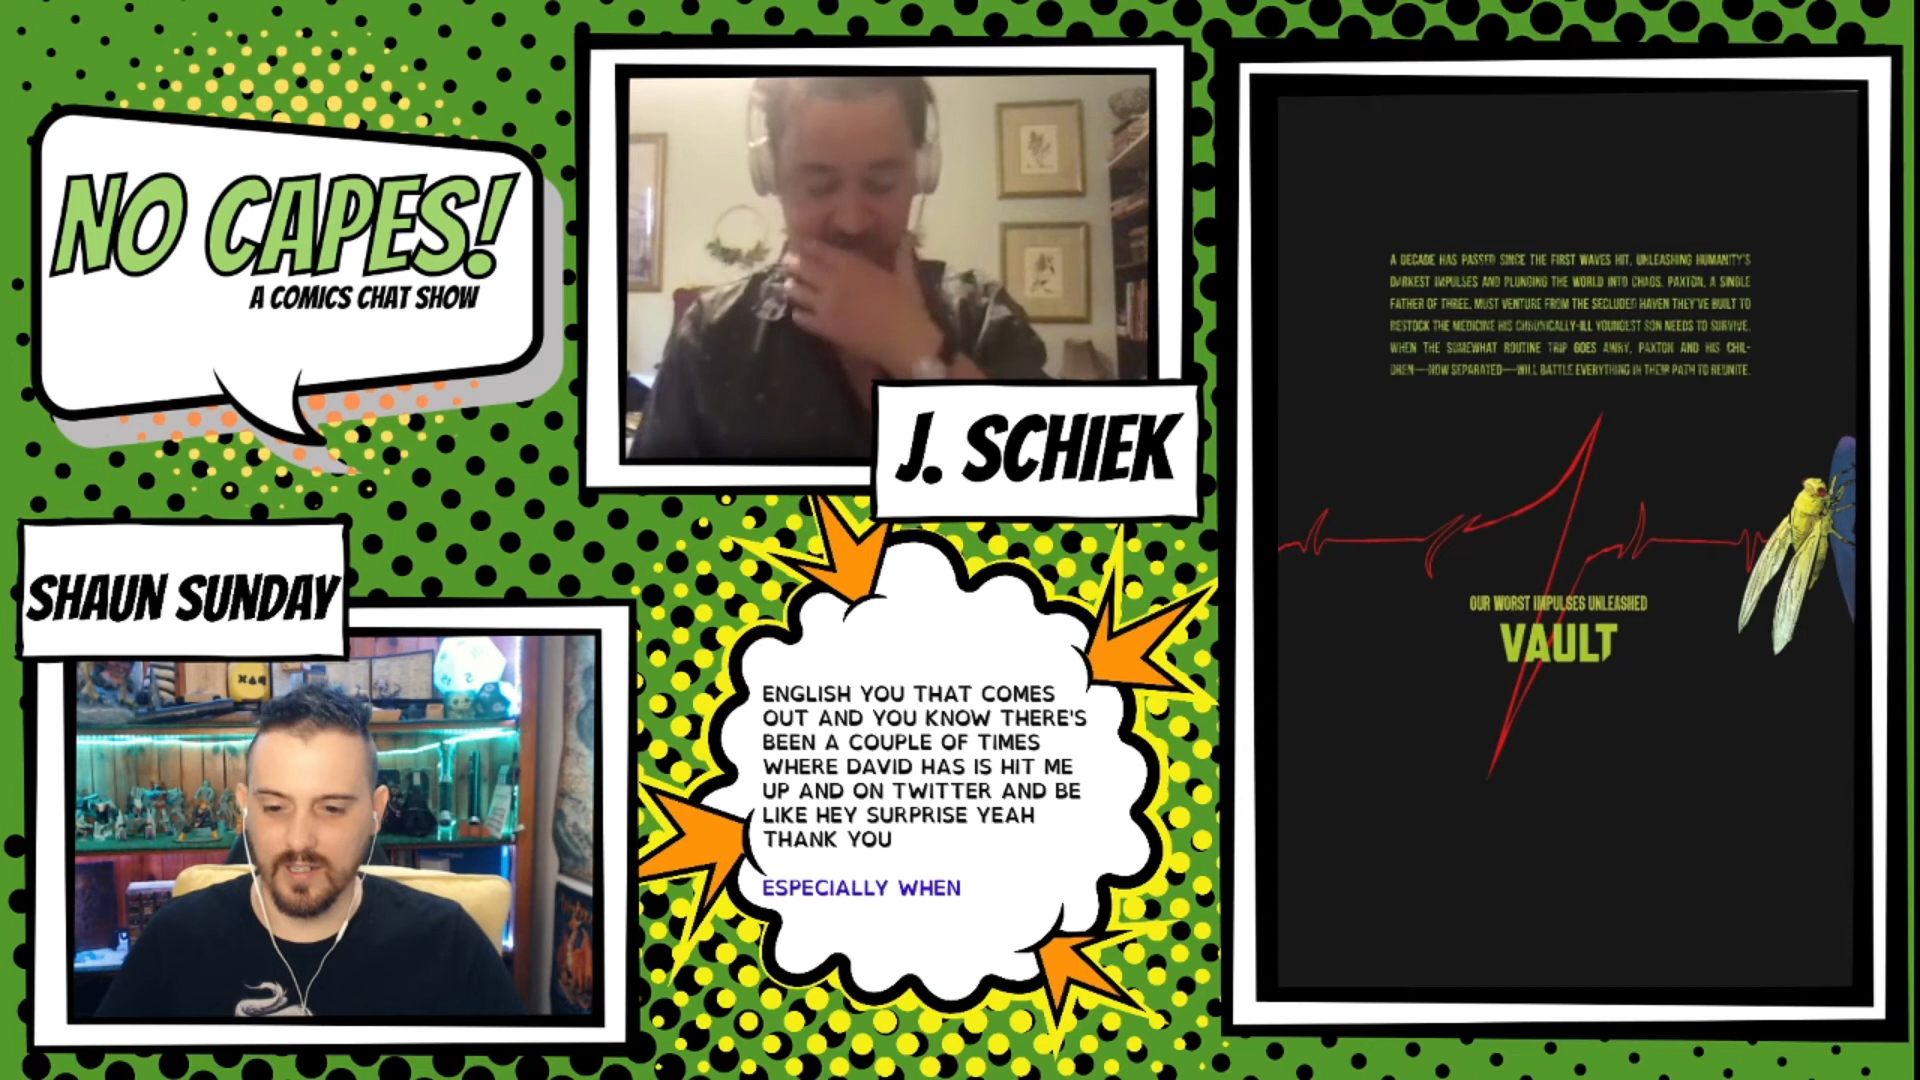 NO CAPES!
A COMICS CHAT SHOW
J. SCHIEK
SHAUN SUNDAY
ENGLISH YOU THAT COMES
OUT AND YOU KNOW THERE'S
BEEN A COUPLE OF TIMES
WHERE DAVID HAS IS HIT ME
UP AND ON TWITTER AND BE
LIKE HEY SURPRISE YEAH
THANK YOU
ESPECIALLY WHEN
A DECADE HAS PASSED SINCE THE FIRST WAVES HIT, UNLEASHING HUMANITY'S
DARKEST IMPULSES AND PLUNGING THE WORLD INTO CHAOS. PAXTON, A SINGLE
FATHER OF THREE, MUST VENTURE FROM THE SECLUDED HAVEN THEY'VE BUILT TO
RESTOCK THE MEDICINE HIS CHRONICALLY-ILL YOUNGEST SON NEEDS TO SURVIVE.
WHEN THE SOMEWHAT ROUTINE TRIP GOES AWRY, PAXTON AND HIS CHIL-
DREN—NOW SEPARATED—WILL BATTLE EVERYTHING IN THEIR PATH TO REUNITE.
OUR WORST IMPULSES UNLEASHED
VAULT